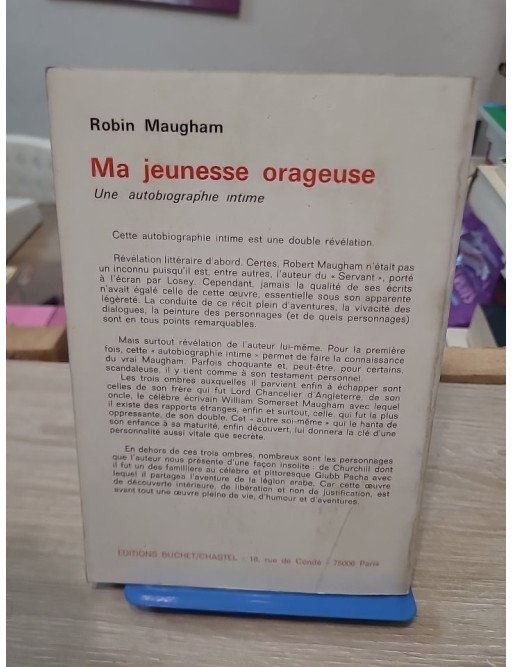 Robin Maugham
Ma jeunesse orageuse
Une autobiographie intime
Cette autobiographie intime est une double révélation.
Révélation littéraire d'abord. Certes, Robert Maugham n'était pas
un inconnu puisqu'il est, entre autres, l'auteur du « Servant », porté
à l'écran par Losey. Cependant, jamais la qualité de ses écrits
n'avait égalé celle de cette œuvre, essentielle sous son apparente
légèreté. La conduite de ce récit plein d'aventures, la vivacité des
dialogues, la peinture des personnages (et de quels personnages)
sont en tous points remarquables.
Mais surtout révélation de l'auteur lui-même. Pour la première
fois, cette « autobiographie intime » permet de faire la connaissance
du vrai Maugham. Parfois choquante et, peut-être, pour certains,
scandaleuse, il y tient comme à son testament personnel.
Les trois ombres auxquelles il parvient enfin à échapper sont
celles de son frère qui fut Lord Chancelier d'Angleterre, de son
oncle, le célèbre écrivain William Somerset Maugham avec lequel
il existe des rapports étranges, enfin et surtout, celle, qui fut la plus
oppressante, de son double. Cet « autre soi-même » qui le hanta de
son enfance à sa maturité, enfin découvert, lui donnera la clé d'une
personnalité aussi vitale que secrète.
En dehors de ces trois ombres, nombreux sont les personnages
que l'auteur nous présente d'une façon insolite : de Churchill dont
il fut un des familliers au célèbre et pittoresque Glubb Pacha avec
lequel il partagea l'aventure de la légion arabe. Car cette œuvre
de découverte intérieure, de libération et non de justification, est
avant tout une œuvre pleine de vie, d'humour et d'aventures.
EDITIONS BUCHET/CHASTEL - 18, rue de Condé - 75006 Paris